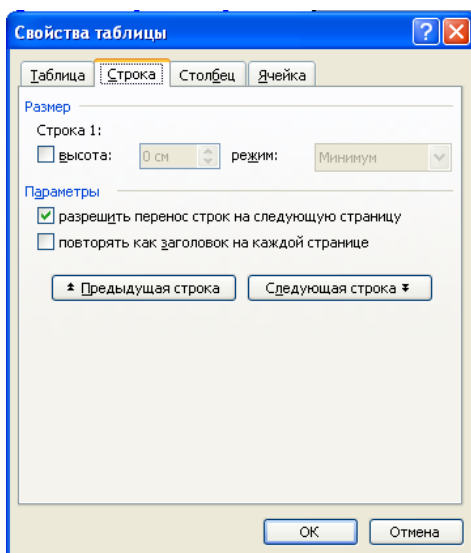 Свойства таблицы
Таблица Строка Столбец Ячейка
Размер
Строка 1:
высота: 0 см режим: Минимум
Параметры
разрешить перенос строк на следующую страницу
повторять как заголовок на каждой странице
Предыдущая строка Следующая строка
ОК Отмена